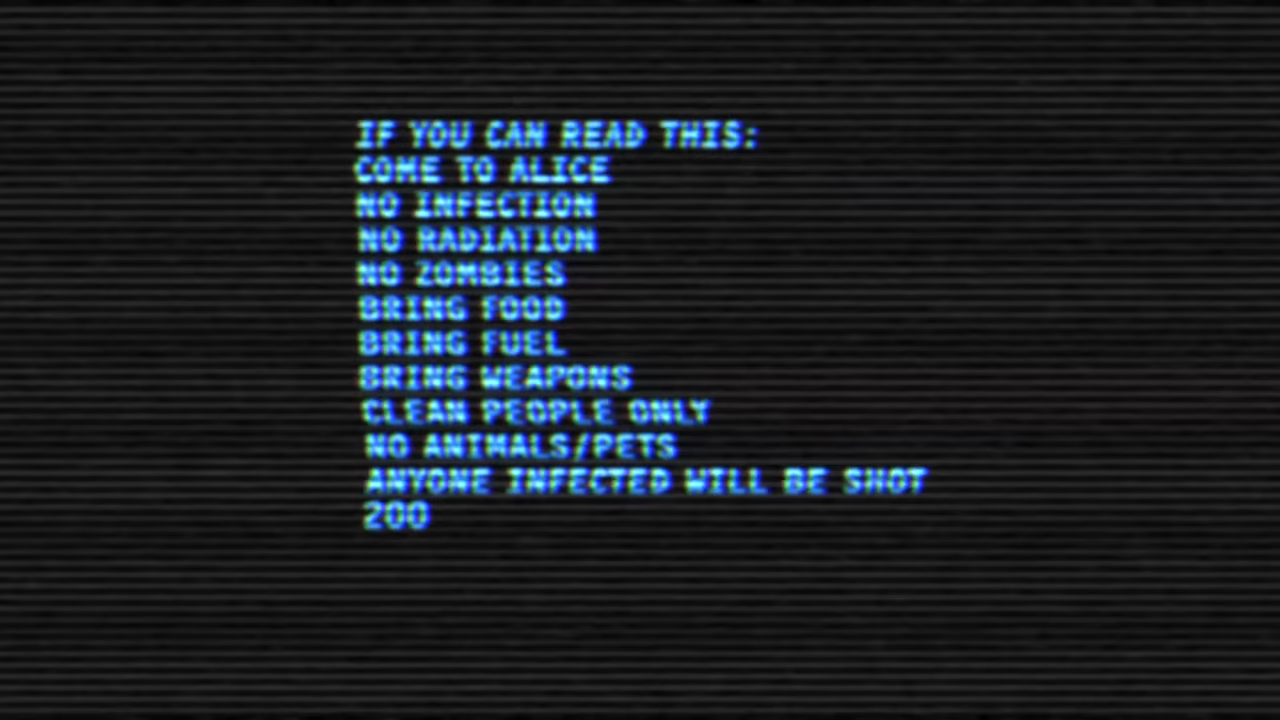 IF YOU CAN READ THIS:
COME TO ALICE
NO INFECTION
NO RADIATION
NO ZOMBIES
BRING FOOD
BRING FUEL
BRING WEAPONS
CLEAN PEOPLE ONLY
NO ANIMALS/PETS
ANYONE INFECTED WILL BE SHOT
200